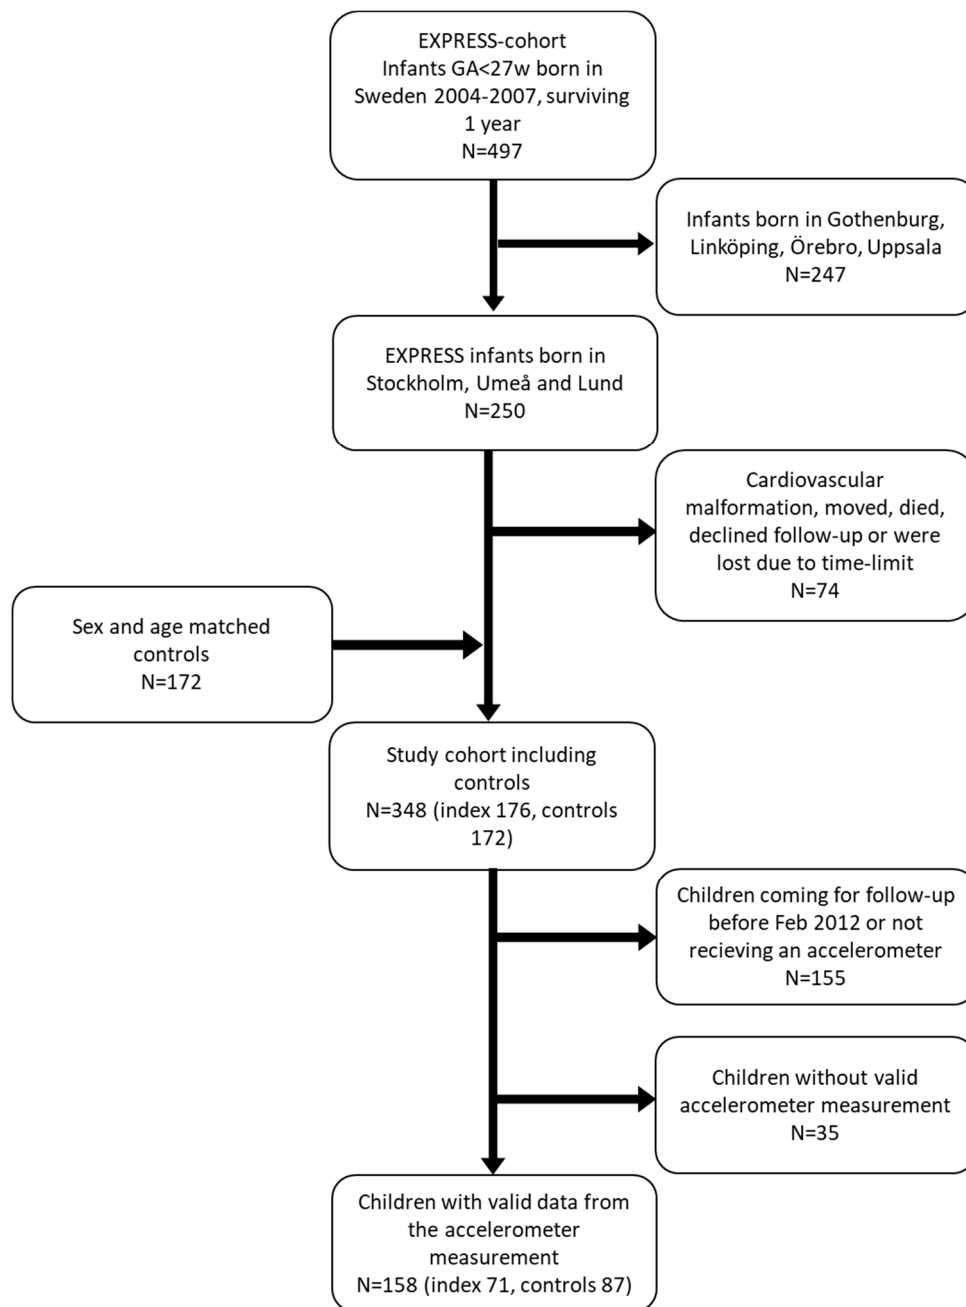 EXPRESS-cohort
Infants GA<27w born in
Sweden 2004-2007, surviving
1 year
N=497
Infants born in Gothenburg,
Linköping, Örebro, Uppsala
N=247
EXPRESS infants born in
Stockholm, Umeå and Lund
N=250
Cardiovascular
malformation, moved, died,
declined follow-up or were
lost due to time-limit
N=74
Sex and age matched
controls
N=172
Study cohort including
controls
N=348 (index 176, controls
172)
Children coming for follow-up
before Feb 2012 or not
recieving an accelerometer
N=155
Children without valid
accelerometer measurement
N=35
Children with valid data from
the accelerometer
measurement
N=158 (index 71, controls 87)